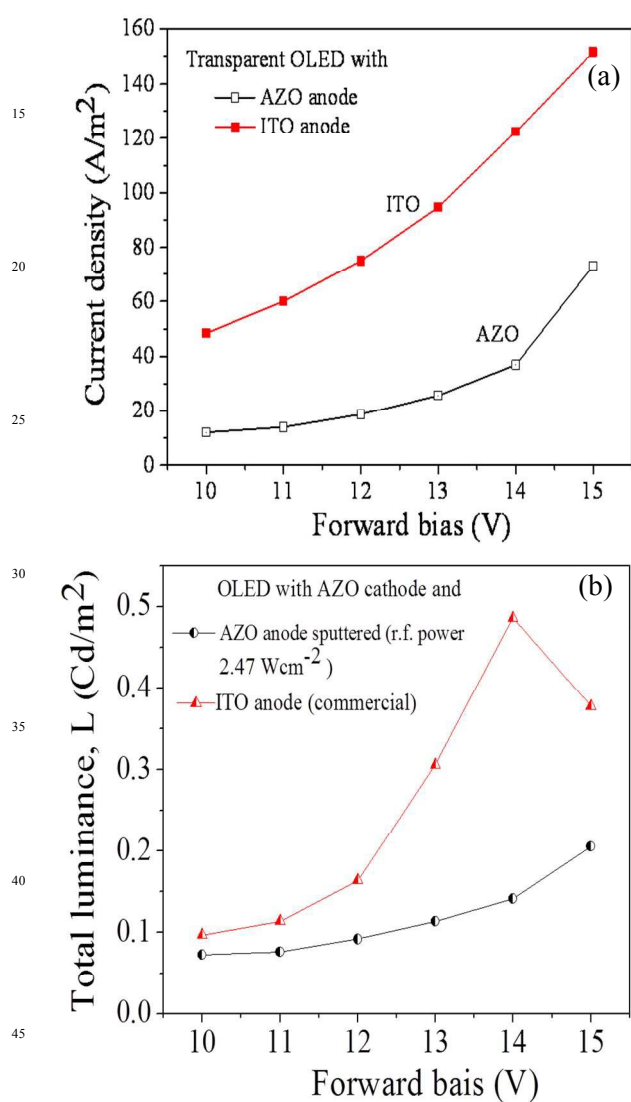 160
140
120
100
80
60
40
20
0
Current density (A/m²)
Transparent OLED with
AZO anode
ITO anode
(a)
ITO
AZO
10 11 12 13 14 15
Forward bias (V)
15
20
25
30
35
40
45
0.5
0.4
0.3
0.2
0.1
0.0
Total luminance, L (Cd/m²)
OLED with AZO cathode and
(b)
AZO anode sputtered (r.f. power
2.47 Wcm⁻² )
ITO anode (commercial)
10 11 12 13 14 15
Forward bais (V)